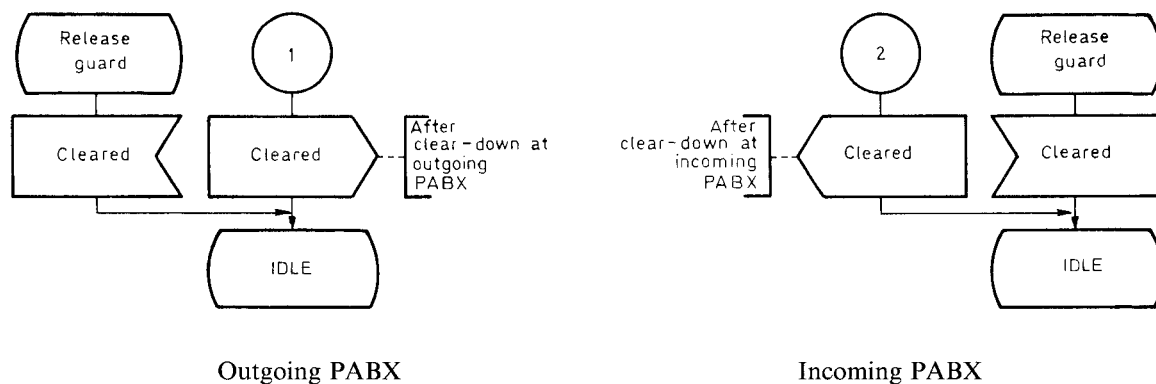 Release
guard
1
Cleared
Cleared
After
clear-down at
outgoing
PABX
IDLE
Outgoing PABX
2
Release
guard
After
clear-down at
incoming
PABX
Cleared
Cleared
IDLE
Incoming PABX